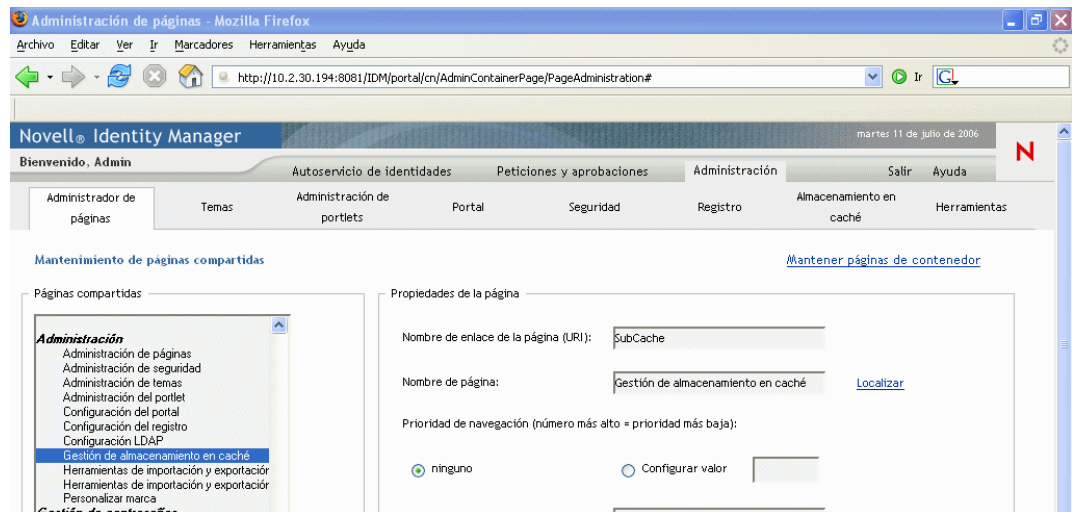 Administración de páginas - Mozilla Firefox
Archivo Editar Ver Ir Marcadores Herramientas Ayuda
http://10.2.30.194:8081/IDM/portal/cn/AdminContainerPage/PageAdministration# Ir G
Novell® Identity Manager martes 11 de julio de 2006 N
Bienvenido, Admin
Autoservicio de identidades Peticiones y aprobaciones Administración Salir Ayuda
Administrador de páginas Temas Administración de portlets Portal Seguridad Registro Almacenamiento en caché Herramientas
Mantenimiento de páginas compartidas Mantener páginas de contenedor
Páginas compartidas
Administración
Administración de páginas
Administración de seguridad
Administración de temas
Administración del portlet
Configuración del portal
Configuración del registro
Configuración LDAP
Gestión de almacenamiento en caché
Herramientas de importación y exportación
Herramientas de importación y exportación
Personalizar marca
Gestión de contraseñas
Propiedades de la página
Nombre de enlace de la página (URI): SubCache
Nombre de página: Gestión de almacenamiento en caché Localizar
Prioridad de navegación (número más alto = prioridad más baja):
ninguno Configurar valor